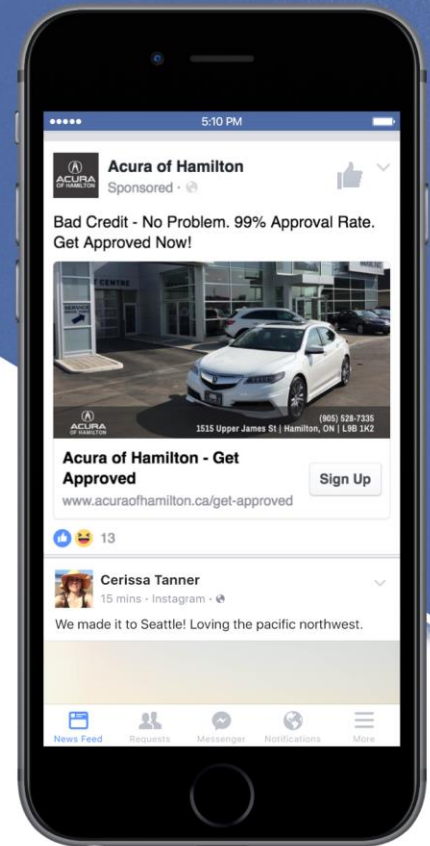 5:10 PM
ACURA
OF HAMILTON
Acura of Hamilton
Sponsored ·
Bad Credit - No Problem. 99% Approval Rate.
Get Approved Now!
CENTRE
SERVICE
ACURA
OF HAMILTON
(905) 528-7335
1515 Upper James St | Hamilton, ON | L9B 1K2
Acura of Hamilton - Get
Approved
www.acuraofhamilton.ca/get-approved
Sign Up
13
Cerissa Tanner
15 mins · Instagram ·
We made it to Seattle! Loving the pacific northwest.
News Feed
Requests
Messenger
Notifications
More